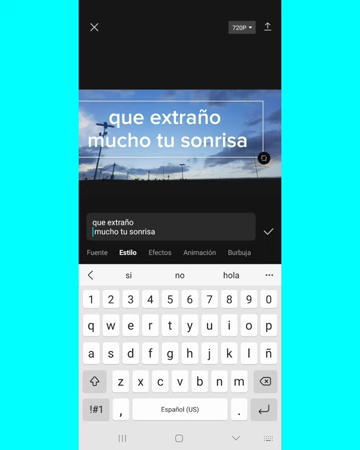 720P
que extraño
mucho tu sonrisa
que extraño
mucho tu sonrisa
Fuente Estilo Efectos Animación Burbuja
si no hola
1 2 3 4 5 6 7 8 9 0
q w e r t y u i o p
a s d f g h j k l ñ
z x c v b n m
!#1 , Español (US) .